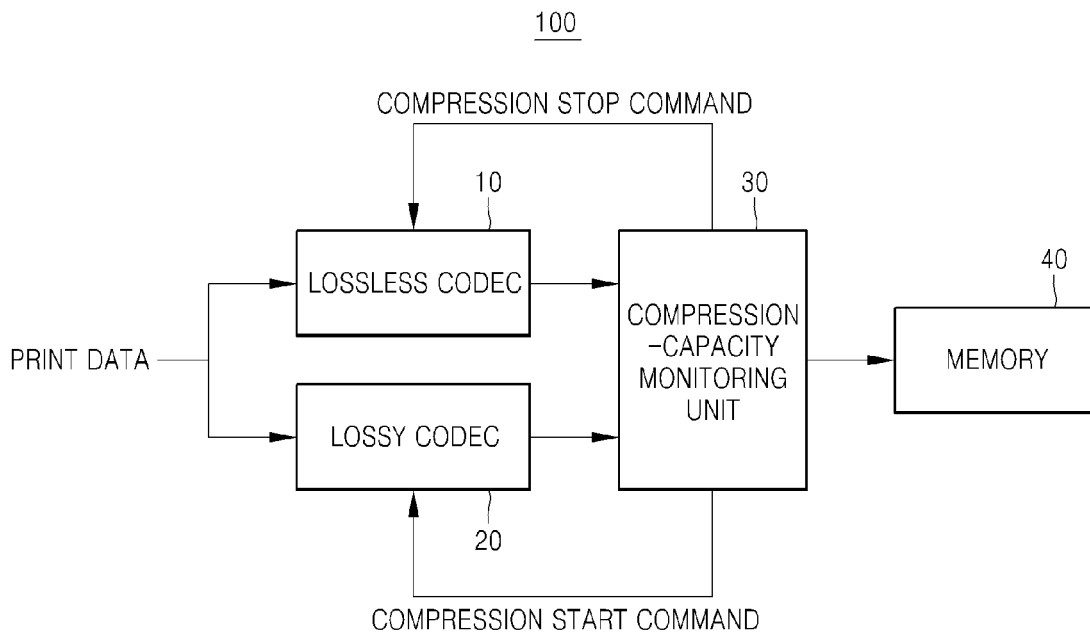 100
COMPRESSION STOP COMMAND
10
30
LOSSLESS CODEC
40
COMPRESSION
-CAPACITY
MONITORING
UNIT
PRINT DATA
MEMORY
LOSSY CODEC
20
COMPRESSION START COMMAND